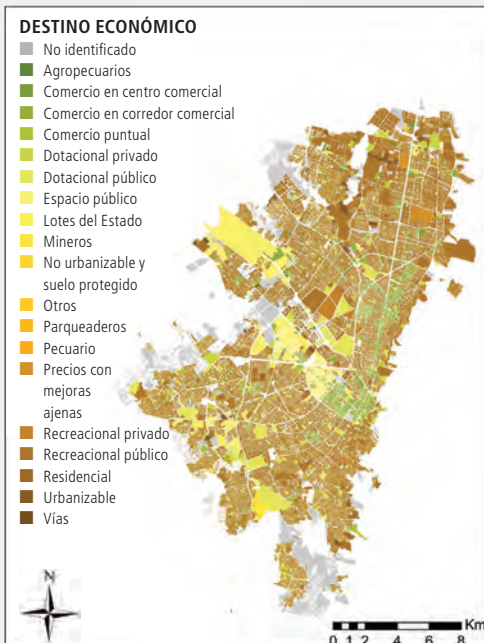 DESTINO ECONÓMICO
No identificado
Agropecuarios
Comercio en centro comercial
Comercio en corredor comercial
Comercio puntual
Dotacional privado
Dotacional público
Espacio público
Lotes del Estado
Mineros
No urbanizable y
suelo protegido
Otros
Parqueaderos
Pecuario
Precios con
mejoras
ajenas
Recreacional privado
Recreacional público
Residencial
Urbanizable
Vías
N
Km
0 1 2 4 6 8